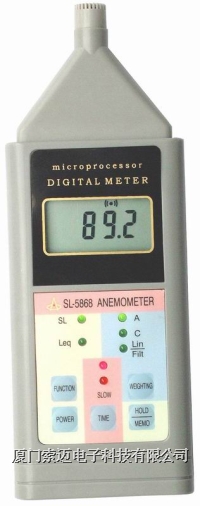 microprocessor
DIGITAL METER
89.2
SL-5868 ANEMOMETER
SL
A
C
Leq
Lin
Filt
FUNCTION
WEIGHTING
SLOW
POWER
TIME
HOLD
MEMO
厦门索迈电子科技有限公司